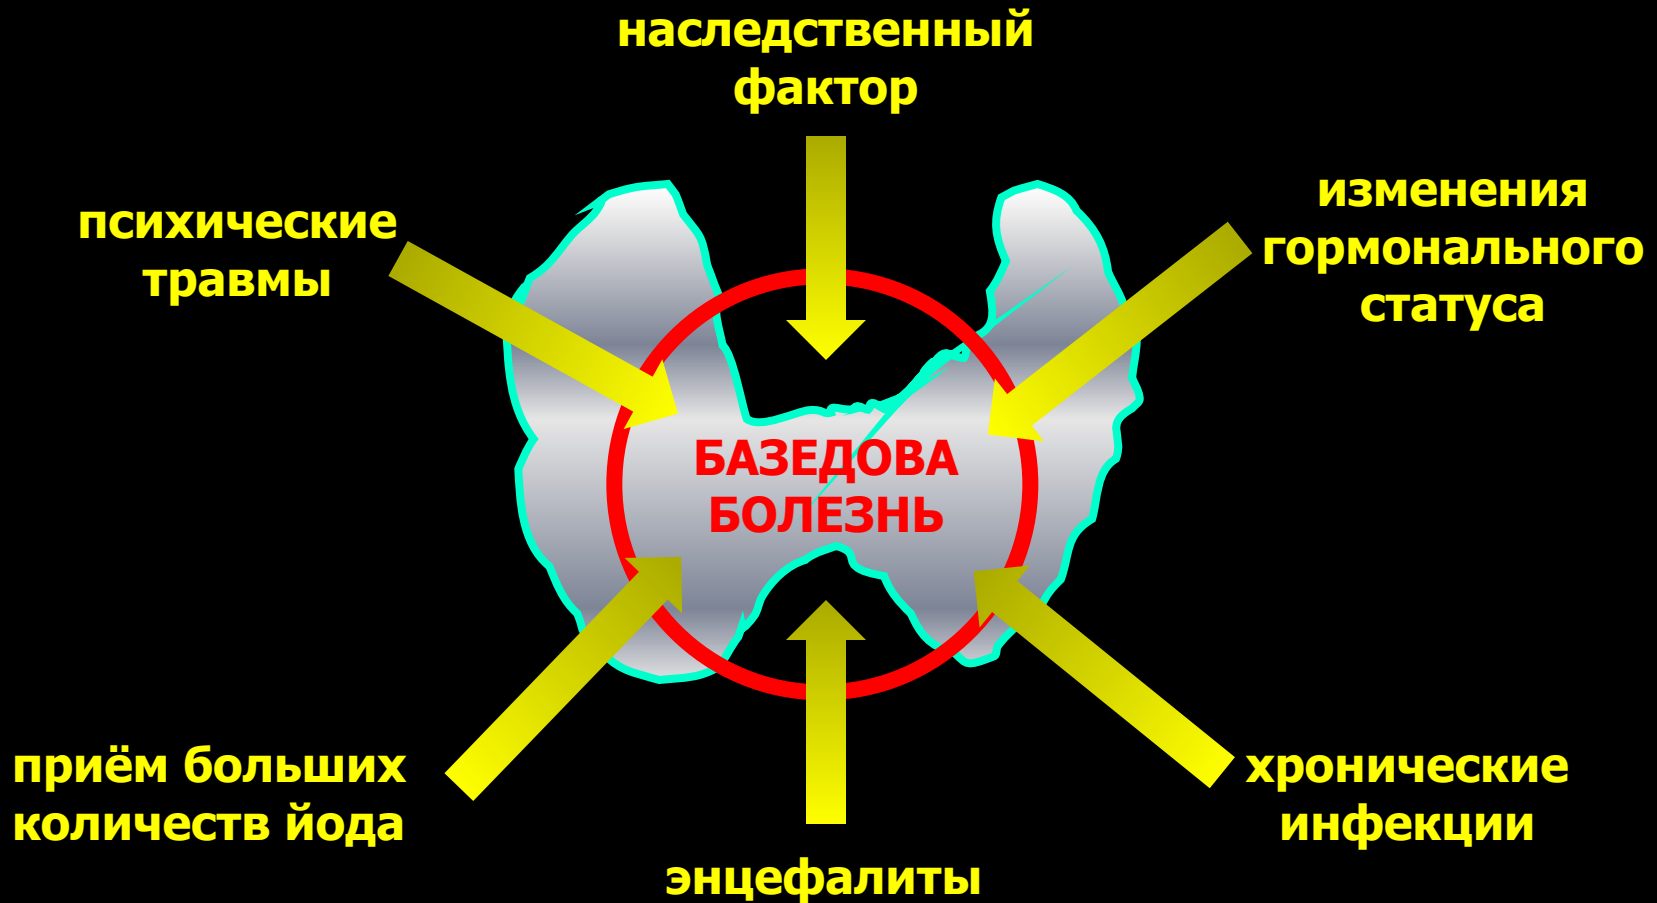 наследственный
фактор
психические
травмы
изменения
гормонального
статуса
БАЗЕДОВА
БОЛЕЗНЬ
приём больших
количеств йода
хронические
инфекции
энцефалиты